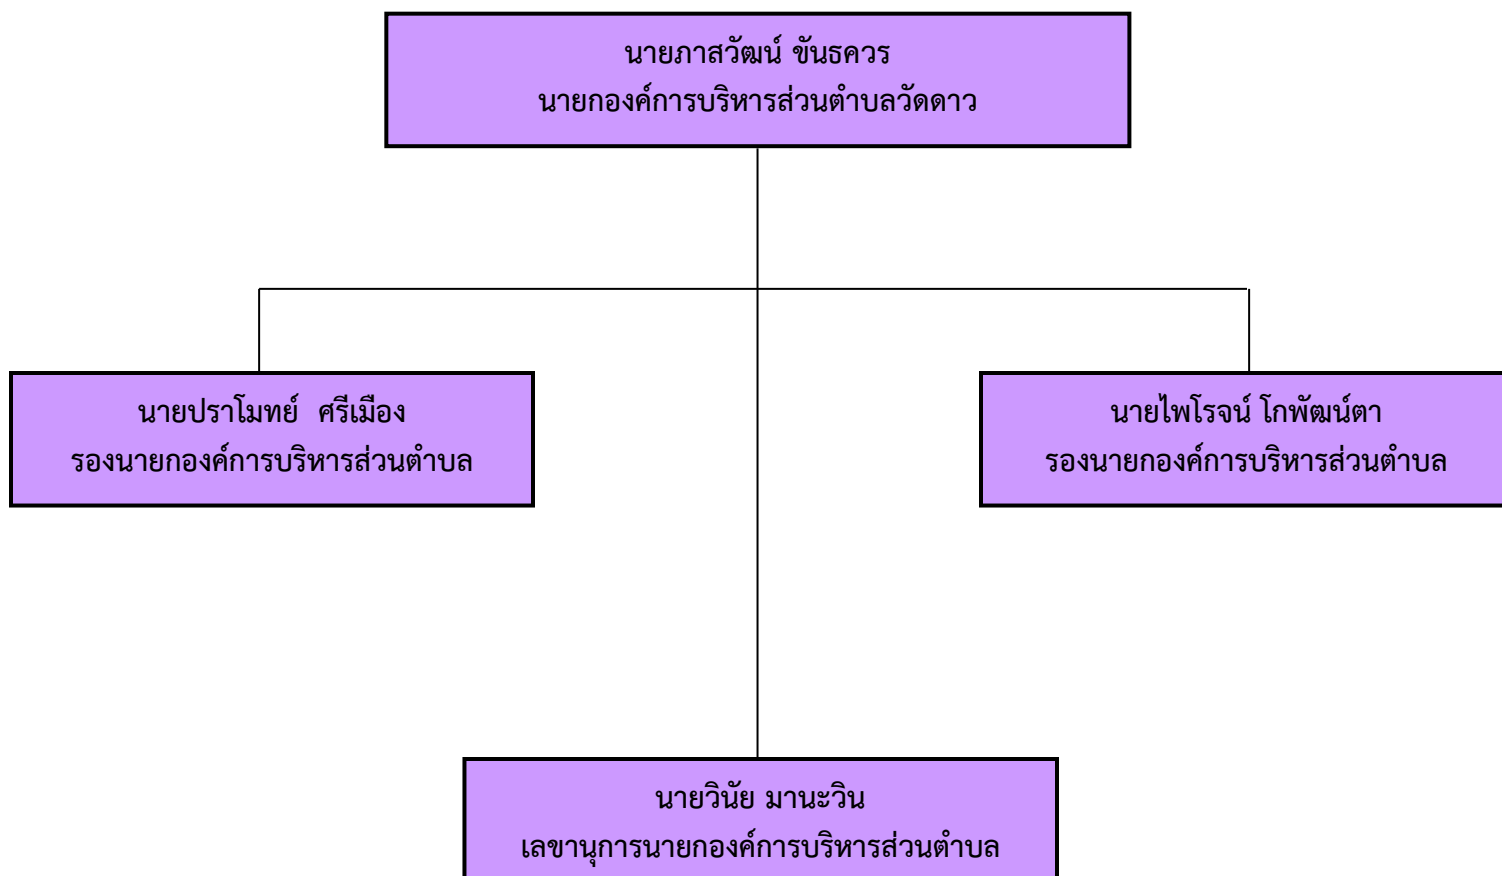 นายภาสวัฒน์ ขันธควร
นายกองค์การบริหารส่วนตำบลวัดดาว
นายปราโมทย์  ศรีเมือง
รองนายกองค์การบริหารส่วนตำบล
นายไพโรจน์ โกพัฒน์ตา
รองนายกองค์การบริหารส่วนตำบล
นายวินัย มานะวิน
เลขานุการนายกองค์การบริหารส่วนตำบล